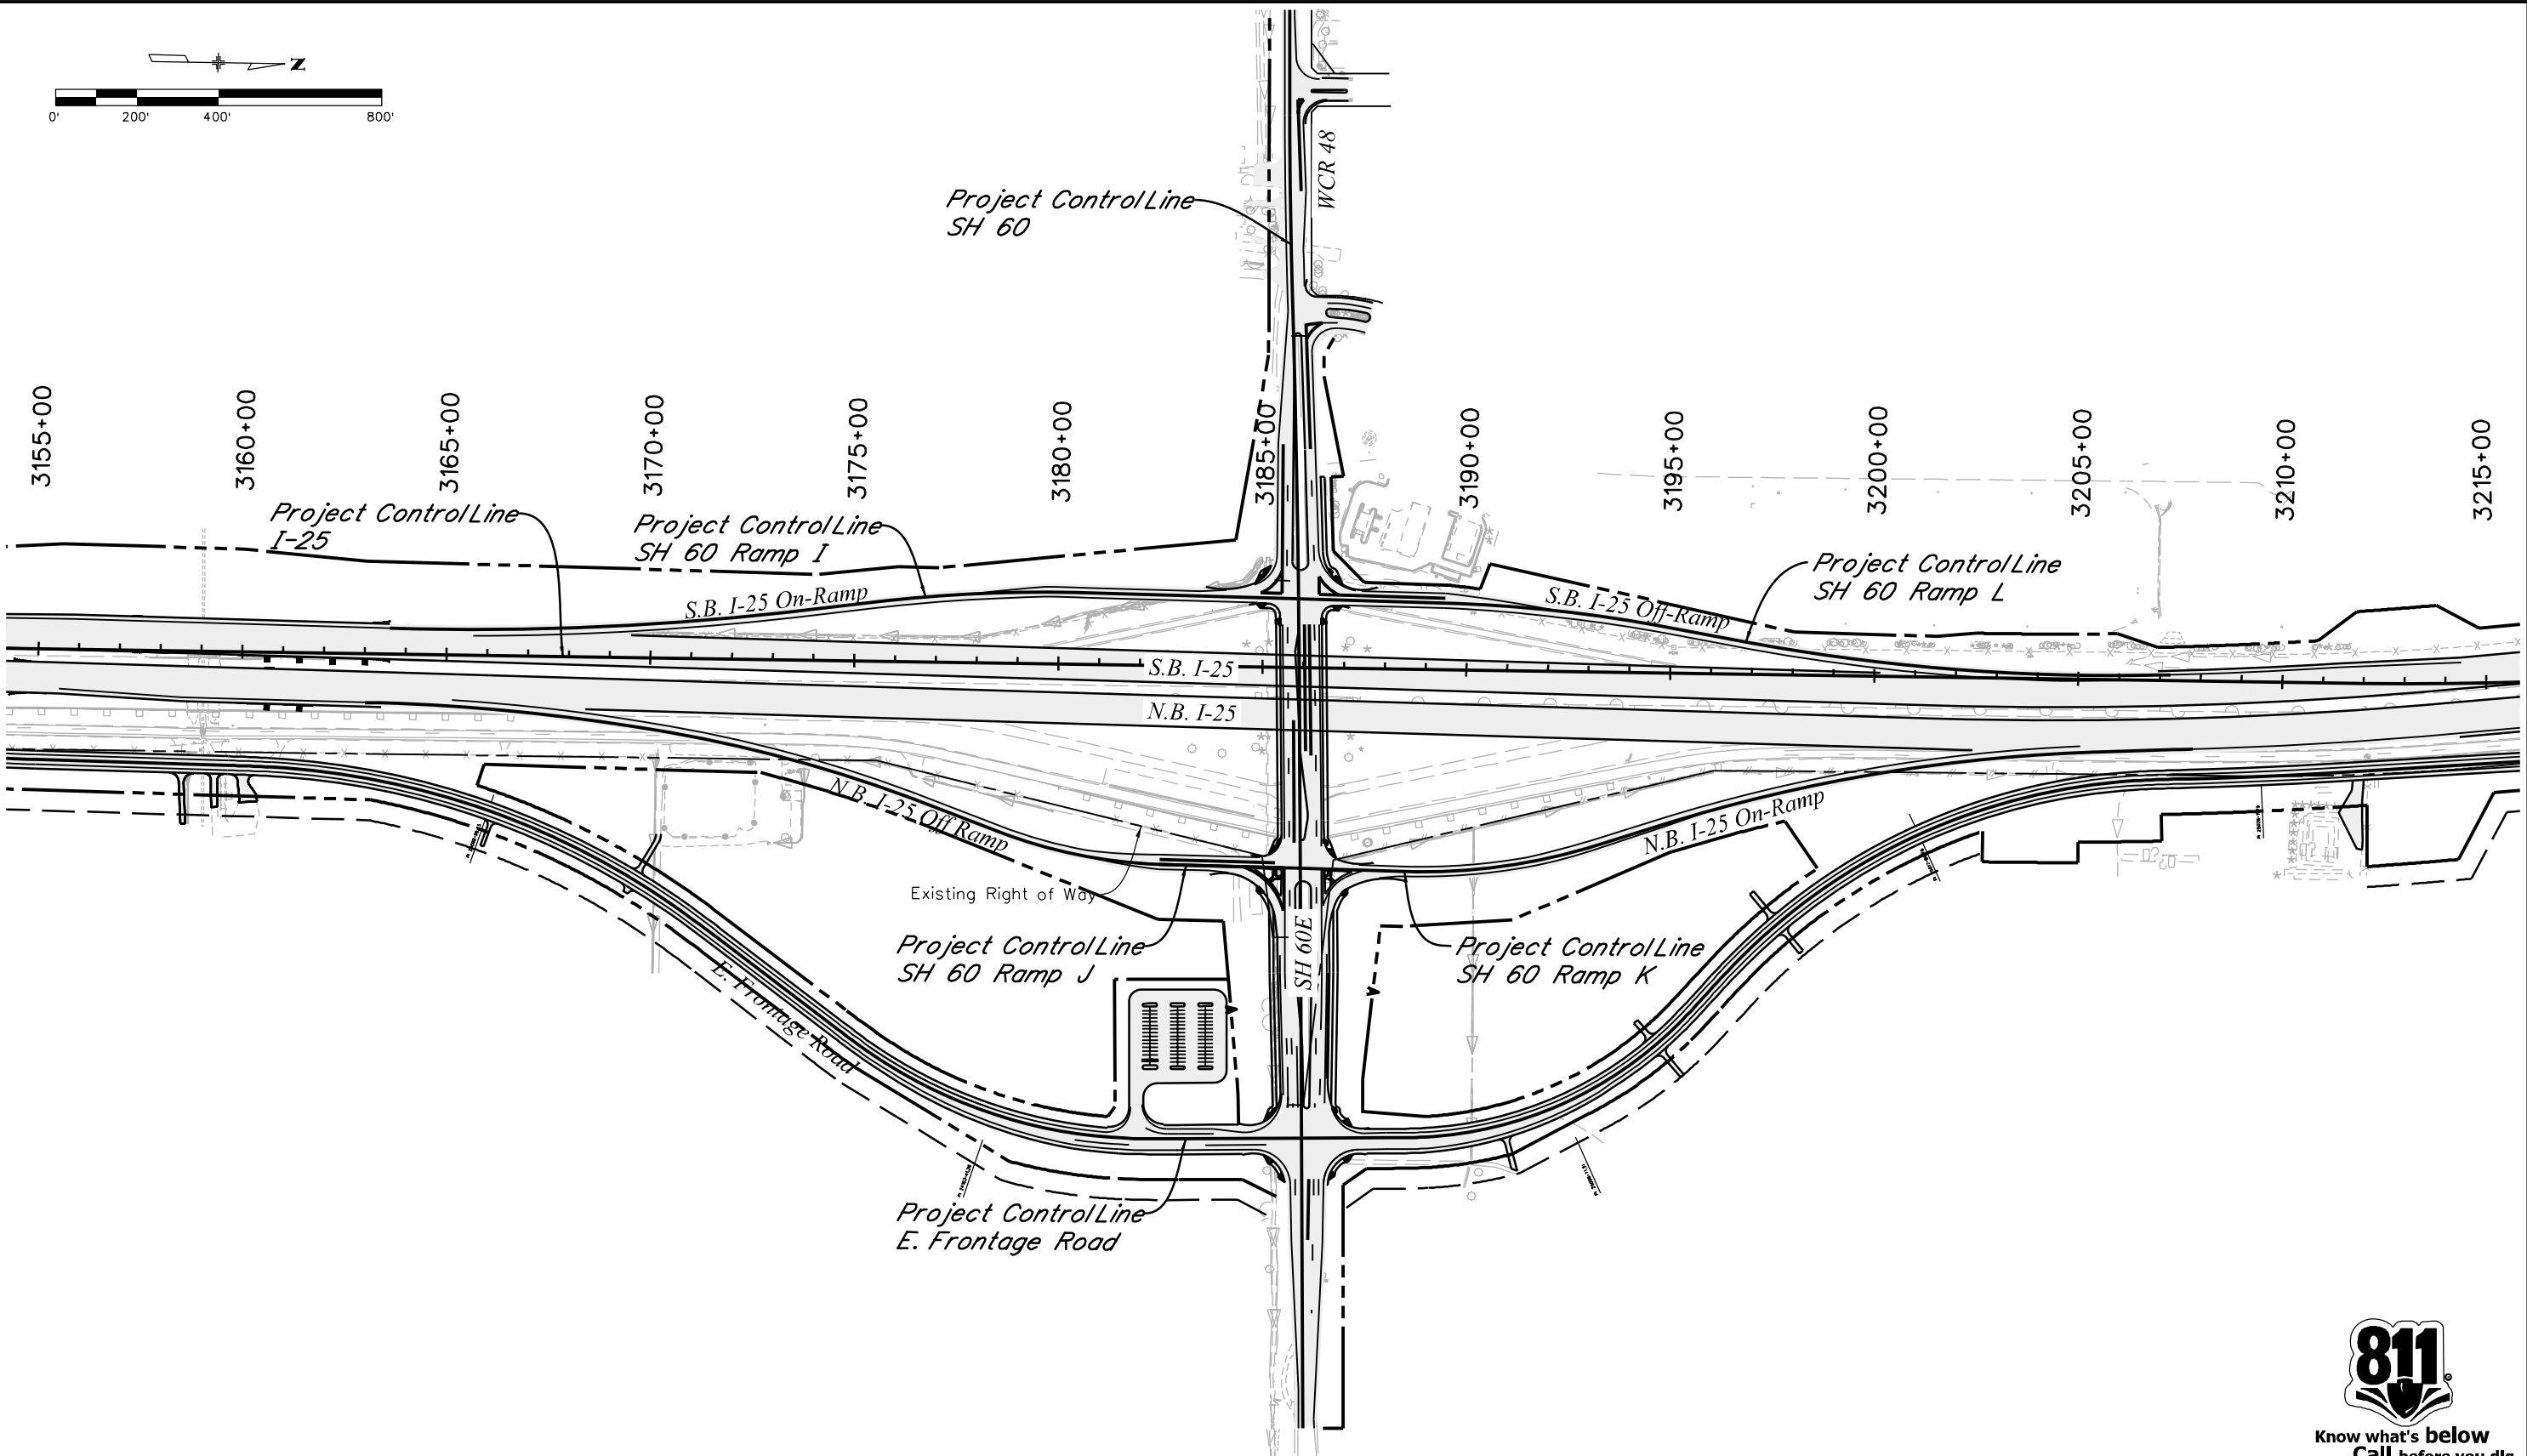 N
0'
200'
400'
800'
Project Control Line
SH 60
WCR 48
3155+00
3160+00
3165+00
3170+00
3175+00
3180+00
3185+00
3190+00
3195+00
3200+00
3205+00
3210+00
3215+00
Project Control Line
I-25
Project Control Line
SH 60 Ramp I
Project Control Line
SH 60 Ramp L
S.B. I-25 On-Ramp
S.B. I-25 Off-Ramp
S.B. I-25
N.B. I-25
N.B. I-25 Off Ramp
N.B. I-25 On-Ramp
Existing Right of Way
Project Control Line
SH 60 Ramp J
SH 60E
Project Control Line
SH 60 Ramp K
E. Frontage Road
Project Control Line
E. Frontage Road
811
Know what's below
Call before you dig